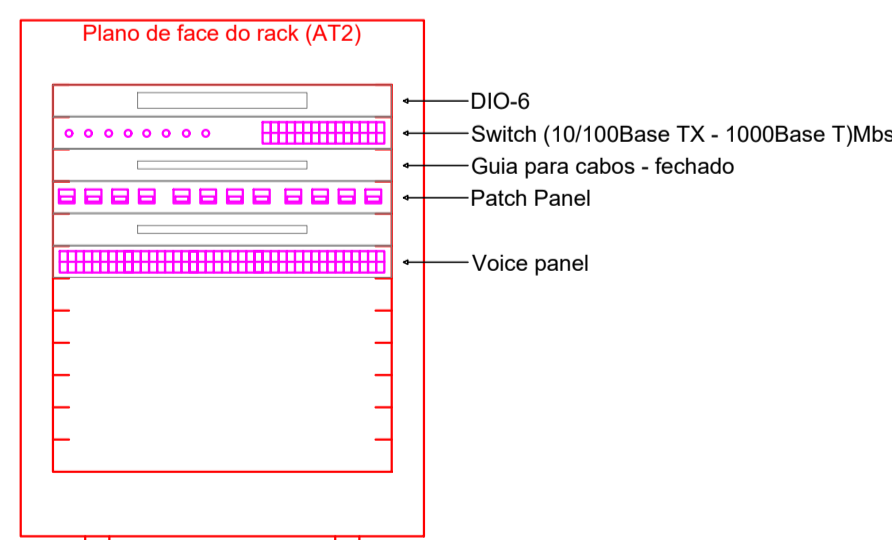 Plano de face do rack (AT2)
DIO-6
Switch (10/100Base TX - 1000Base T)Mbs
Guia para cabos - fechado
Patch Panel
Voice panel